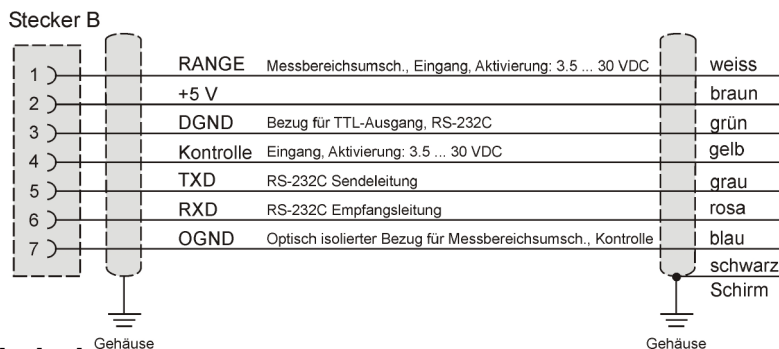 Stecker B
1 RANGE Messbereichsumsch., Eingang, Aktivierung: 3.5 ... 30 VDC weiss
2 +5 V braun
3 DGND Bezug für TTL-Ausgang, RS-232C grün
4 Kontrolle Eingang, Aktivierung: 3.5 ... 30 VDC gelb
5 TXD RS-232C Sendeleitung grau
6 RXD RS-232C Empfangsleitung rosa
7 OGND Optisch isolierter Bezug für Messbereichsumsch., Kontrolle blau
schwarz
Schirm
Gehäuse Gehäuse